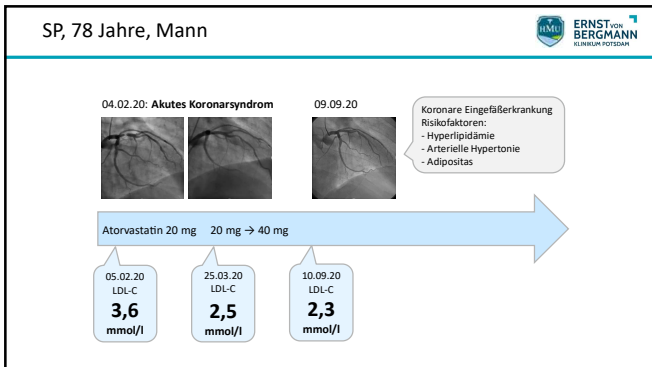 SP, 78 Jahre, Mann
HMU
ERNST VON
BERGMANN
KLINIKUM POTSDAM
04.02.20: Akutes Koronarsyndrom
09.09.20
Koronare Eingefäßerkrankung
Risikofaktoren:
- Hyperlipidämie
- Arterielle Hypertonie
- Adipositas
Atorvastatin 20 mg 20 mg → 40 mg
05.02.20
LDL-C
3,6
mmol/l
25.03.20
LDL-C
2,5
mmol/l
10.09.20
LDL-C
2,3
mmol/l